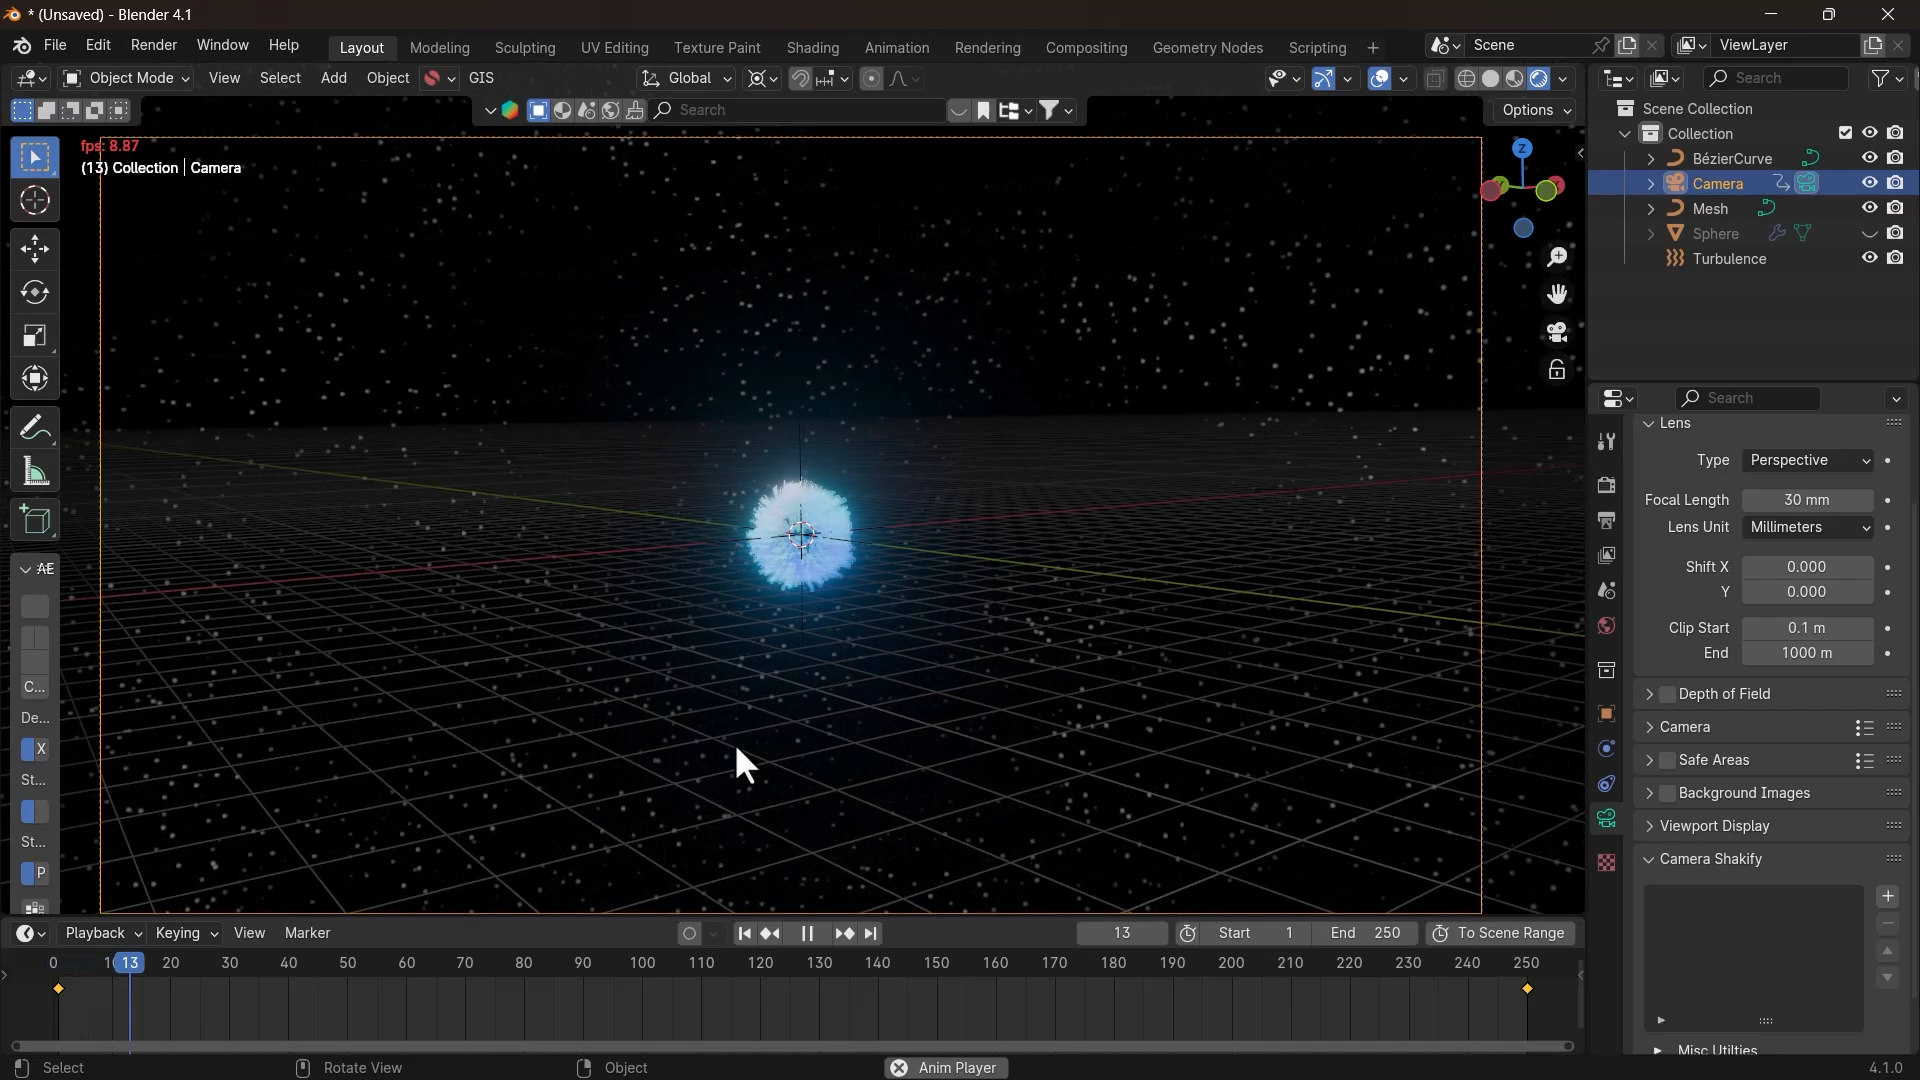 * (Unsaved) - Blender 4.1
File Edit Render Window Help
Layout Modeling Sculpting UV Editing Texture Paint Shading Animation Rendering Compositing Geometry Nodes Scripting +
Scene
ViewLayer
Object Mode View Select Add Object GIS
Global
Search
Search
Options
fps: 8.87
(13) Collection | Camera
Z
Scene Collection
Collection
BézierCurve
Camera
Mesh
Sphere
Turbulence
Search
Lens
Type Perspective
Focal Length 30 mm
Lens Unit Millimeters
Shift X 0.000
Y 0.000
Clip Start 0.1 m
End 1000 m
Depth of Field
Camera
Safe Areas
Background Images
Viewport Display
Camera Shakify
Misc Utilties
AE
C...
De...
X
St...
St...
P
Playback Keying View Marker
13
Start 1
End 250
To Scene Range
0 13 20 30 40 50 60 70 80 90 100 110 120 130 140 150 160 170 180 190 200 210 220 230 240 250
Select
Rotate View
Object
Anim Player
4.1.0